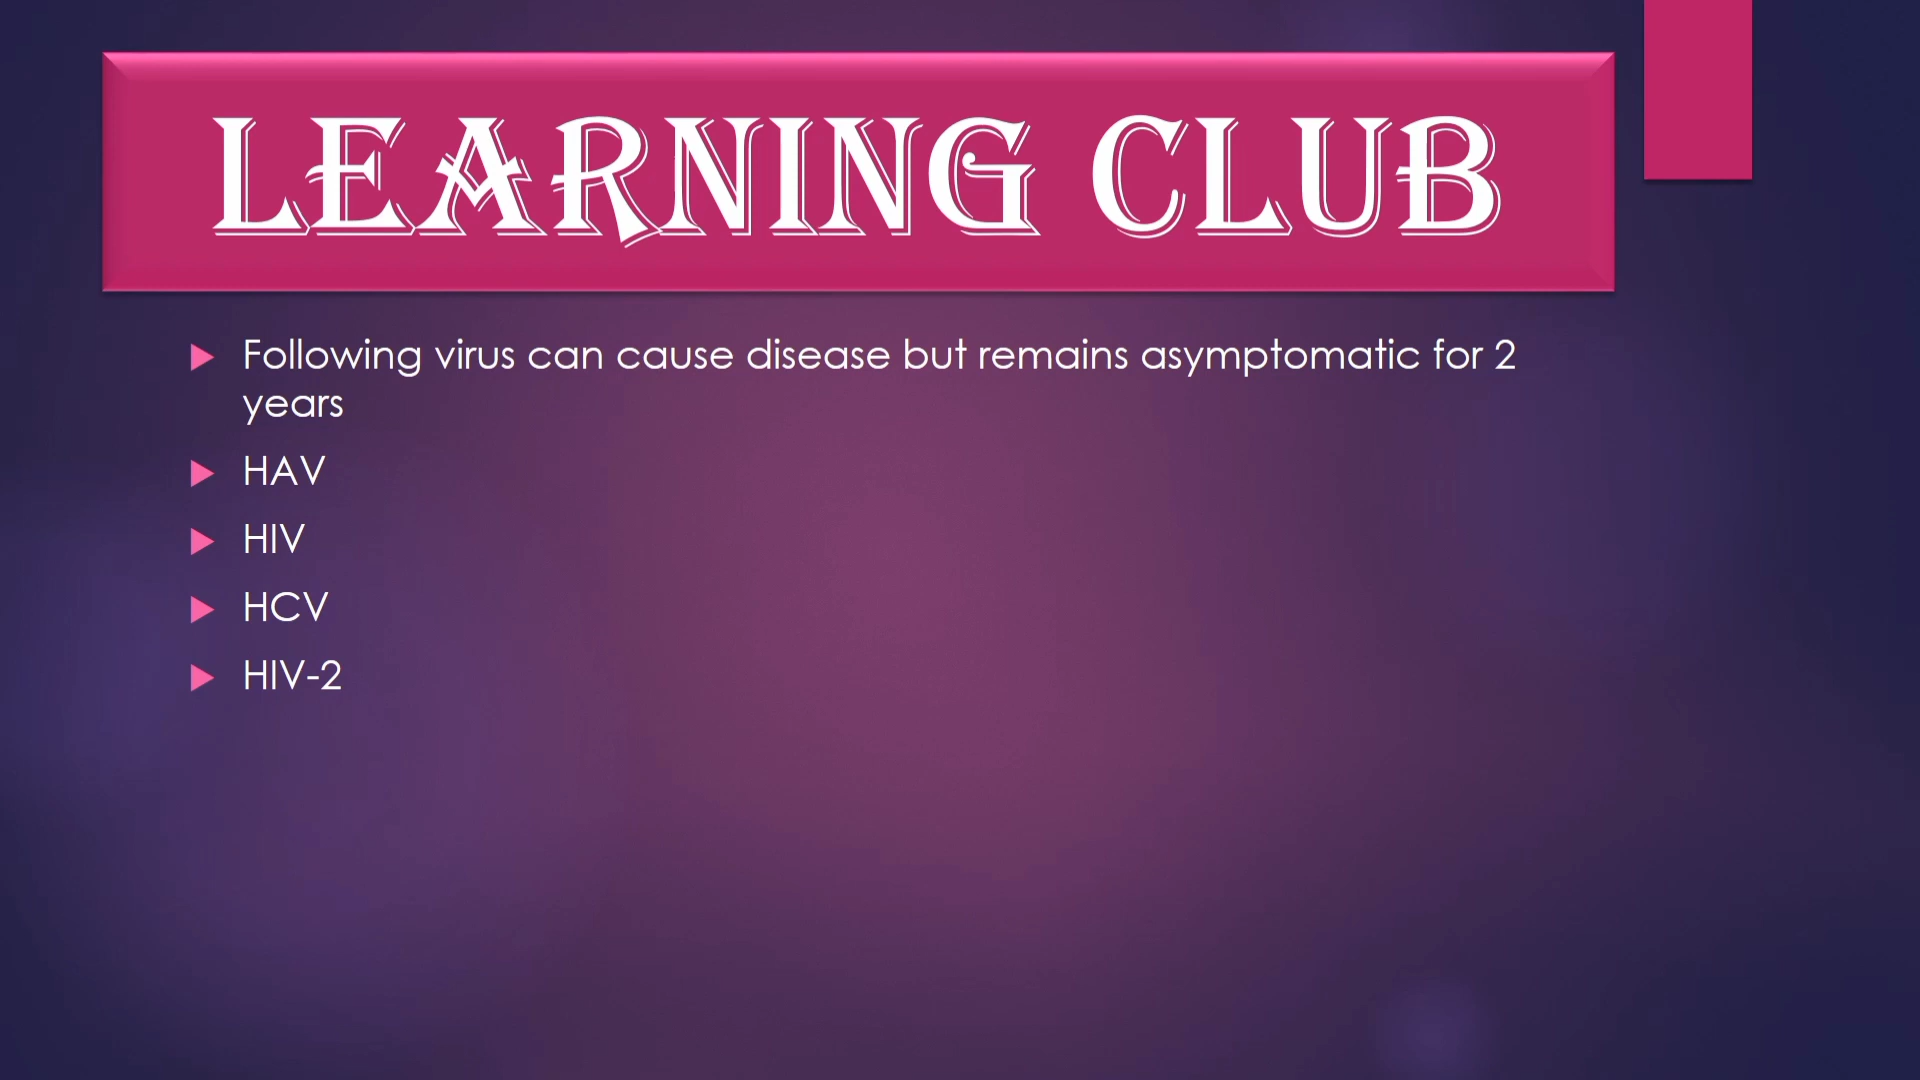 LEARNING CLUB
Following virus can cause disease but remains asymptomatic for 2
years
HAV
HIV
HCV
HIV-2